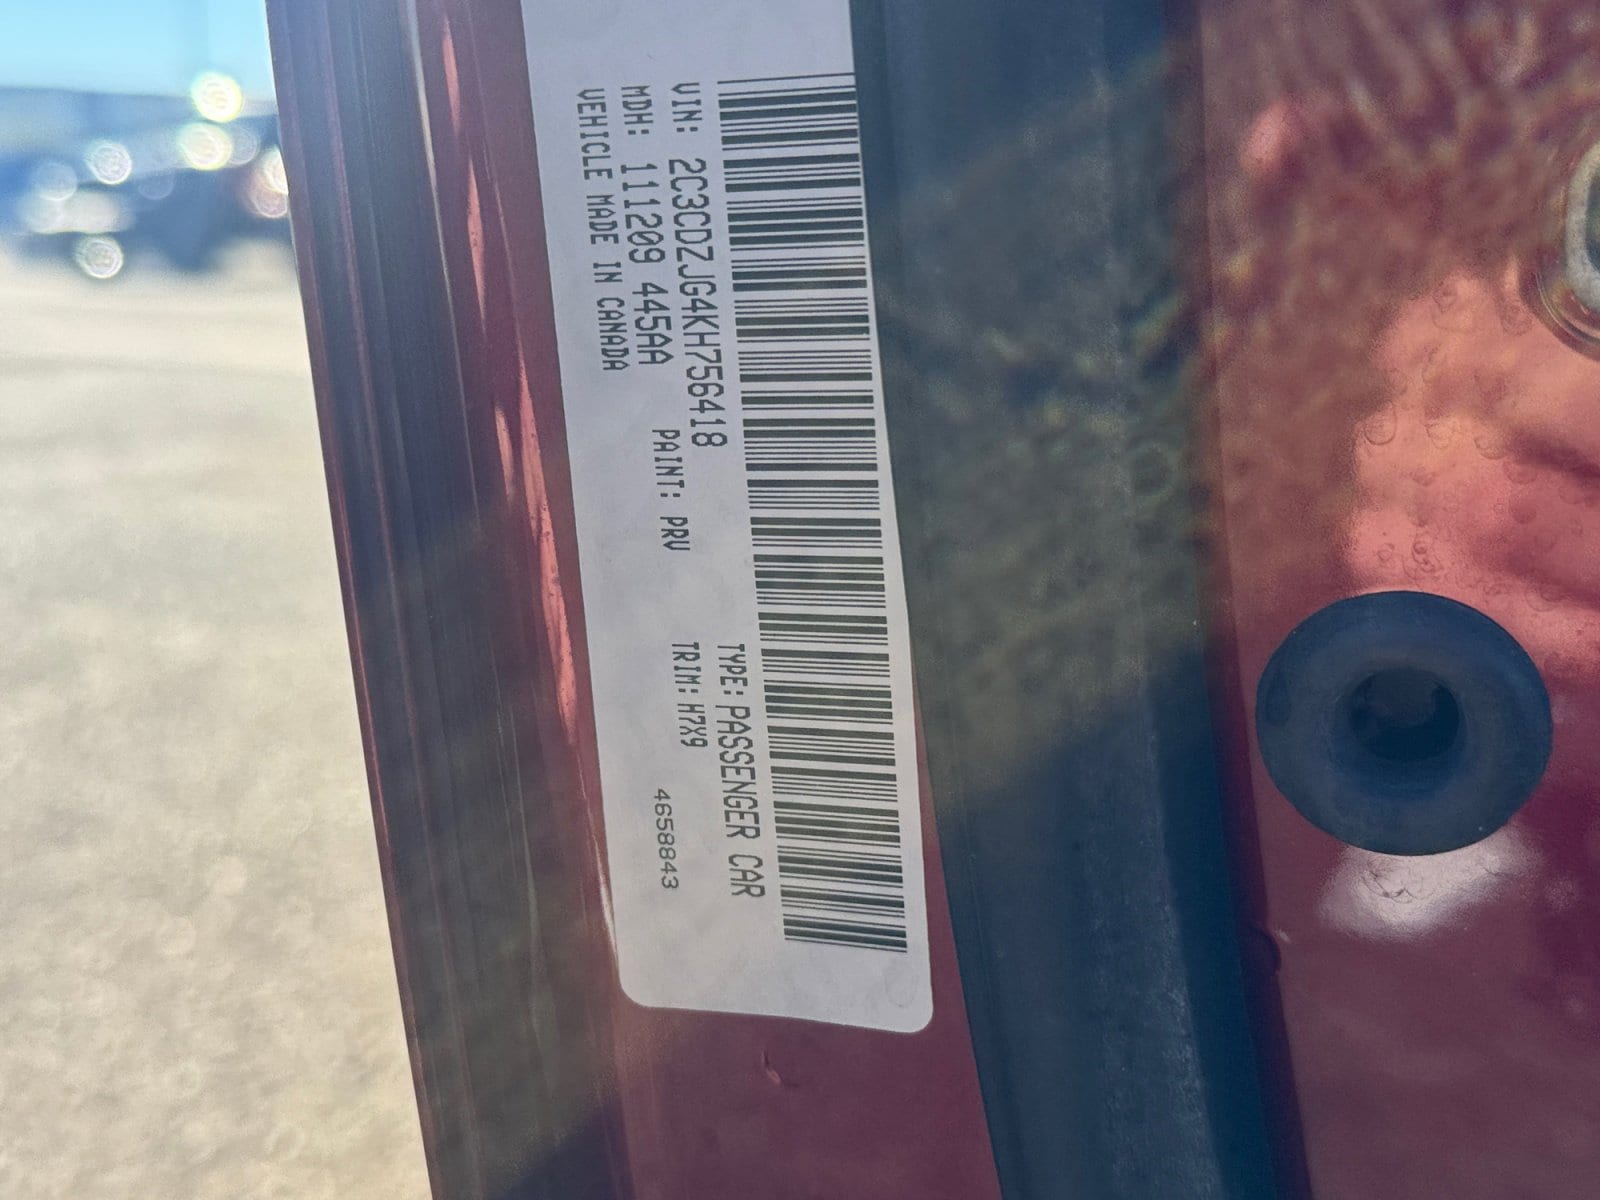 VIN: 2C3CDZJG4KH756418 TYPE: PASSENGER CAR
MDH: 111209 445AA PAINT: PRV TRIM: H7X9
VEHICLE MADE IN CANADA 4658843